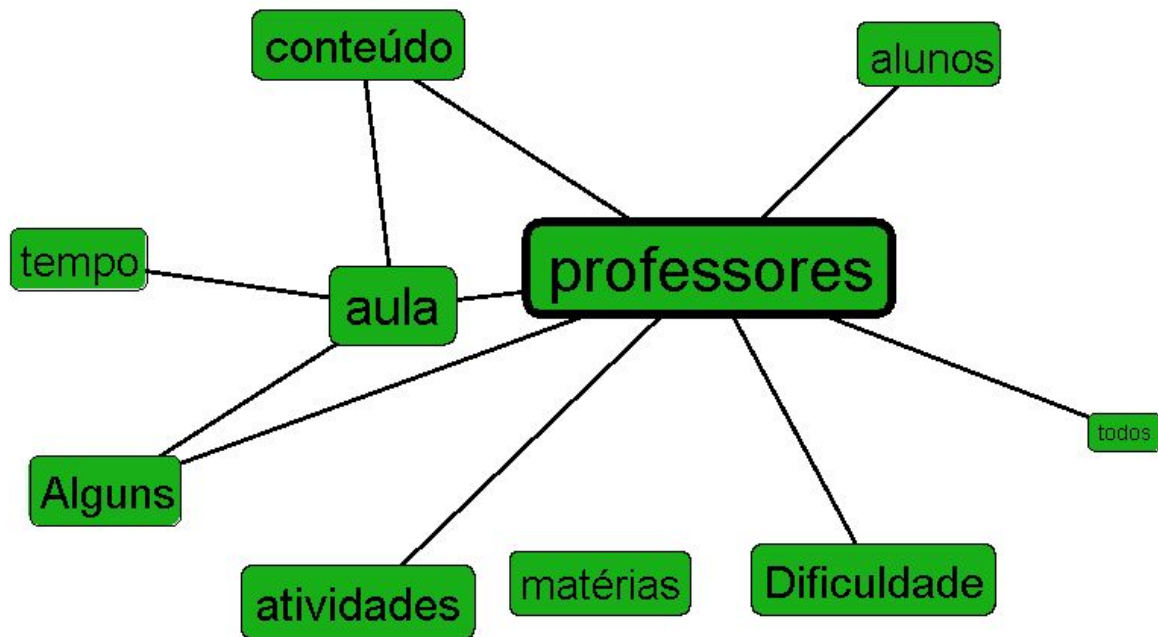 conteúdo
alunos
tempo
professores
aula
todos
Alguns
atividades
matérias
Dificuldade